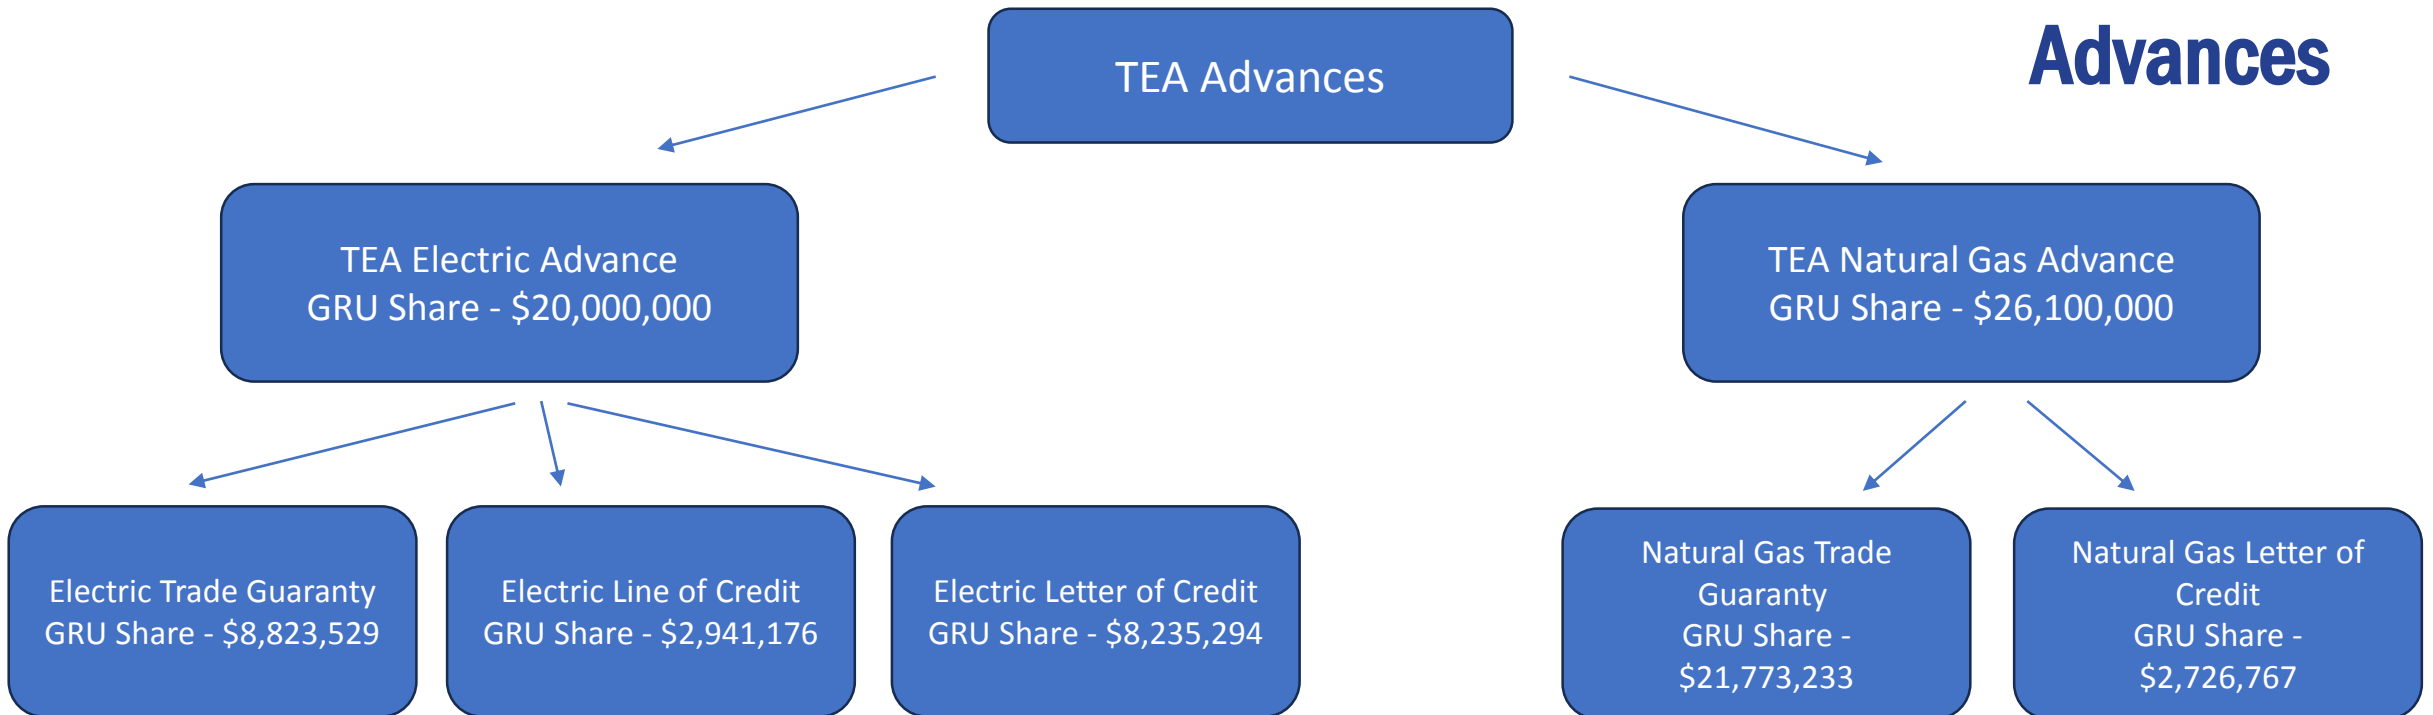 Advances
TEA Advances
TEA Electric Advance
GRU Share - $20,000,000
TEA Natural Gas Advance
GRU Share - $26,100,000
Electric Trade Guaranty
GRU Share - $8,823,529
Electric Line of Credit
GRU Share - $2,941,176
Electric Letter of Credit
GRU Share - $8,235,294
Natural Gas Trade
Guaranty
GRU Share -
$21,773,233
Natural Gas Letter of
Credit
GRU Share -
$2,726,767